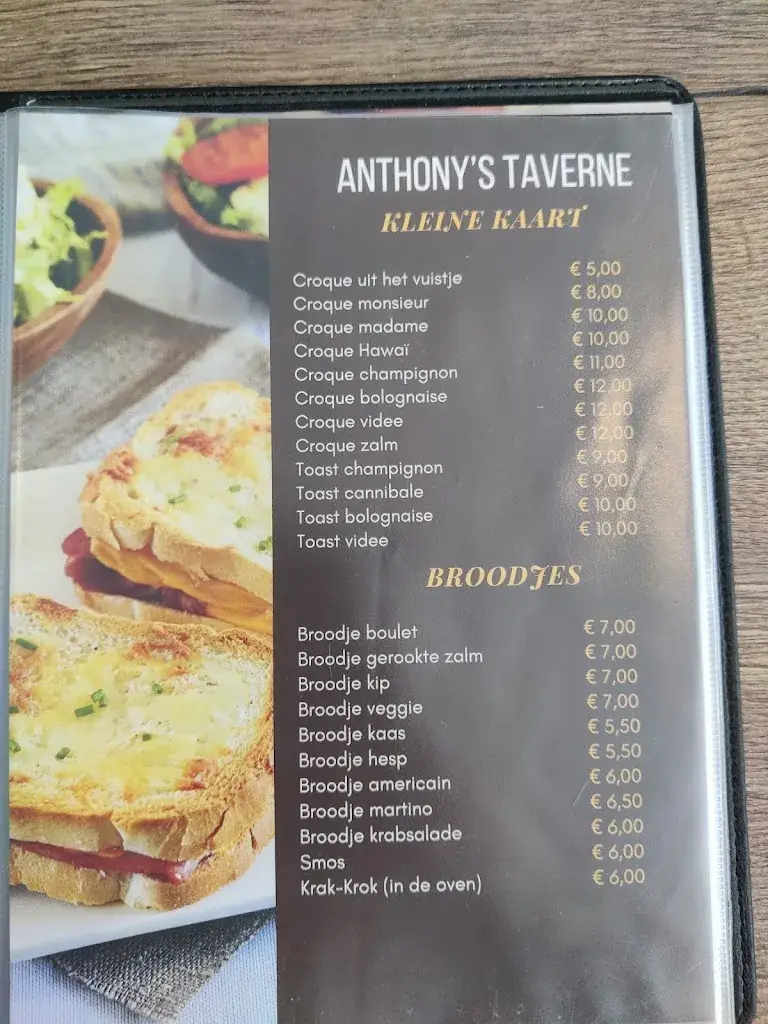 ANTHONY'S TAVERNE
KLEINE KAART
Croque uit het vuistje € 5,00
Croque monsieur € 8,00
Croque madame € 10,00
Croque Hawaï € 10,00
Croque champignon € 11,00
Croque bolognaise € 12,00
Croque videe € 12.00
Croque zalm € 12,00
Toast champignon € 9,00
Toast cannibale € 9,00
Toast bolognaise € 10,00
Toast videe € 10,00
BROODJES
Broodje boulet € 7,00
Broodje gerookte zalm € 7,00
Broodje kip € 7,00
Broodje veggie € 7,00
Broodje kaas € 5,50
Broodje hesp € 5,50
Broodje americain € 6,00
Broodje martino € 6,50
Broodje krabsalade € 6,00
Smos € 6,00
Krak-Krok (in de oven) € 6,00